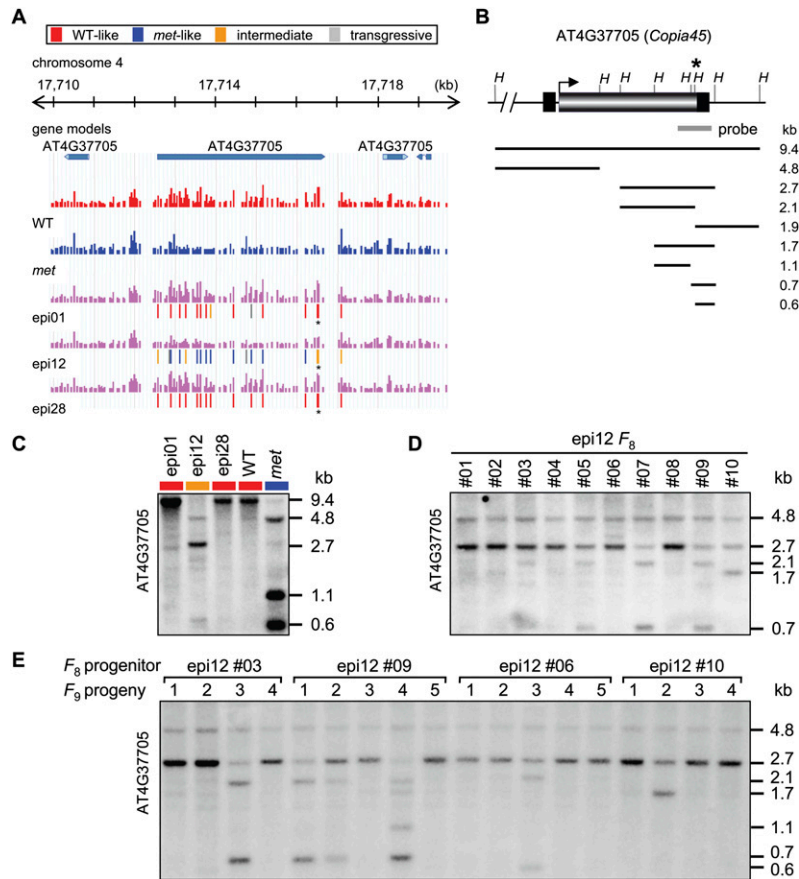 A
WT-like met-like intermediate transgressive
chromosome 4
17,710 17,714 17,718 (kb)
gene models
AT4G37705 AT4G37705 AT4G37705
WT
met
epi01
*
epi12
*
epi28
*
B
AT4G37705 (Copia45)
*
H H H H H H H H
probe
kb
9.4
4.8
2.7
2.1
1.9
1.7
1.1
0.7
0.6
C
epi01 epi12 epi28 WT met
kb
AT4G37705
9.4
4.8
2.7
1.1
0.6
D
epi12 F8
#01 #02 #03 #04 #05 #06 #07 #08 #09 #10
kb
AT4G37705
4.8
2.7
2.1
1.7
0.7
E
F8 progenitor epi12 #03 epi12 #09 epi12 #06 epi12 #10
F9 progeny 1 2 3 4 1 2 3 4 5 1 2 3 4 5 1 2 3 4 kb
AT4G37705
4.8
2.7
2.1
1.7
1.1
0.7
0.6